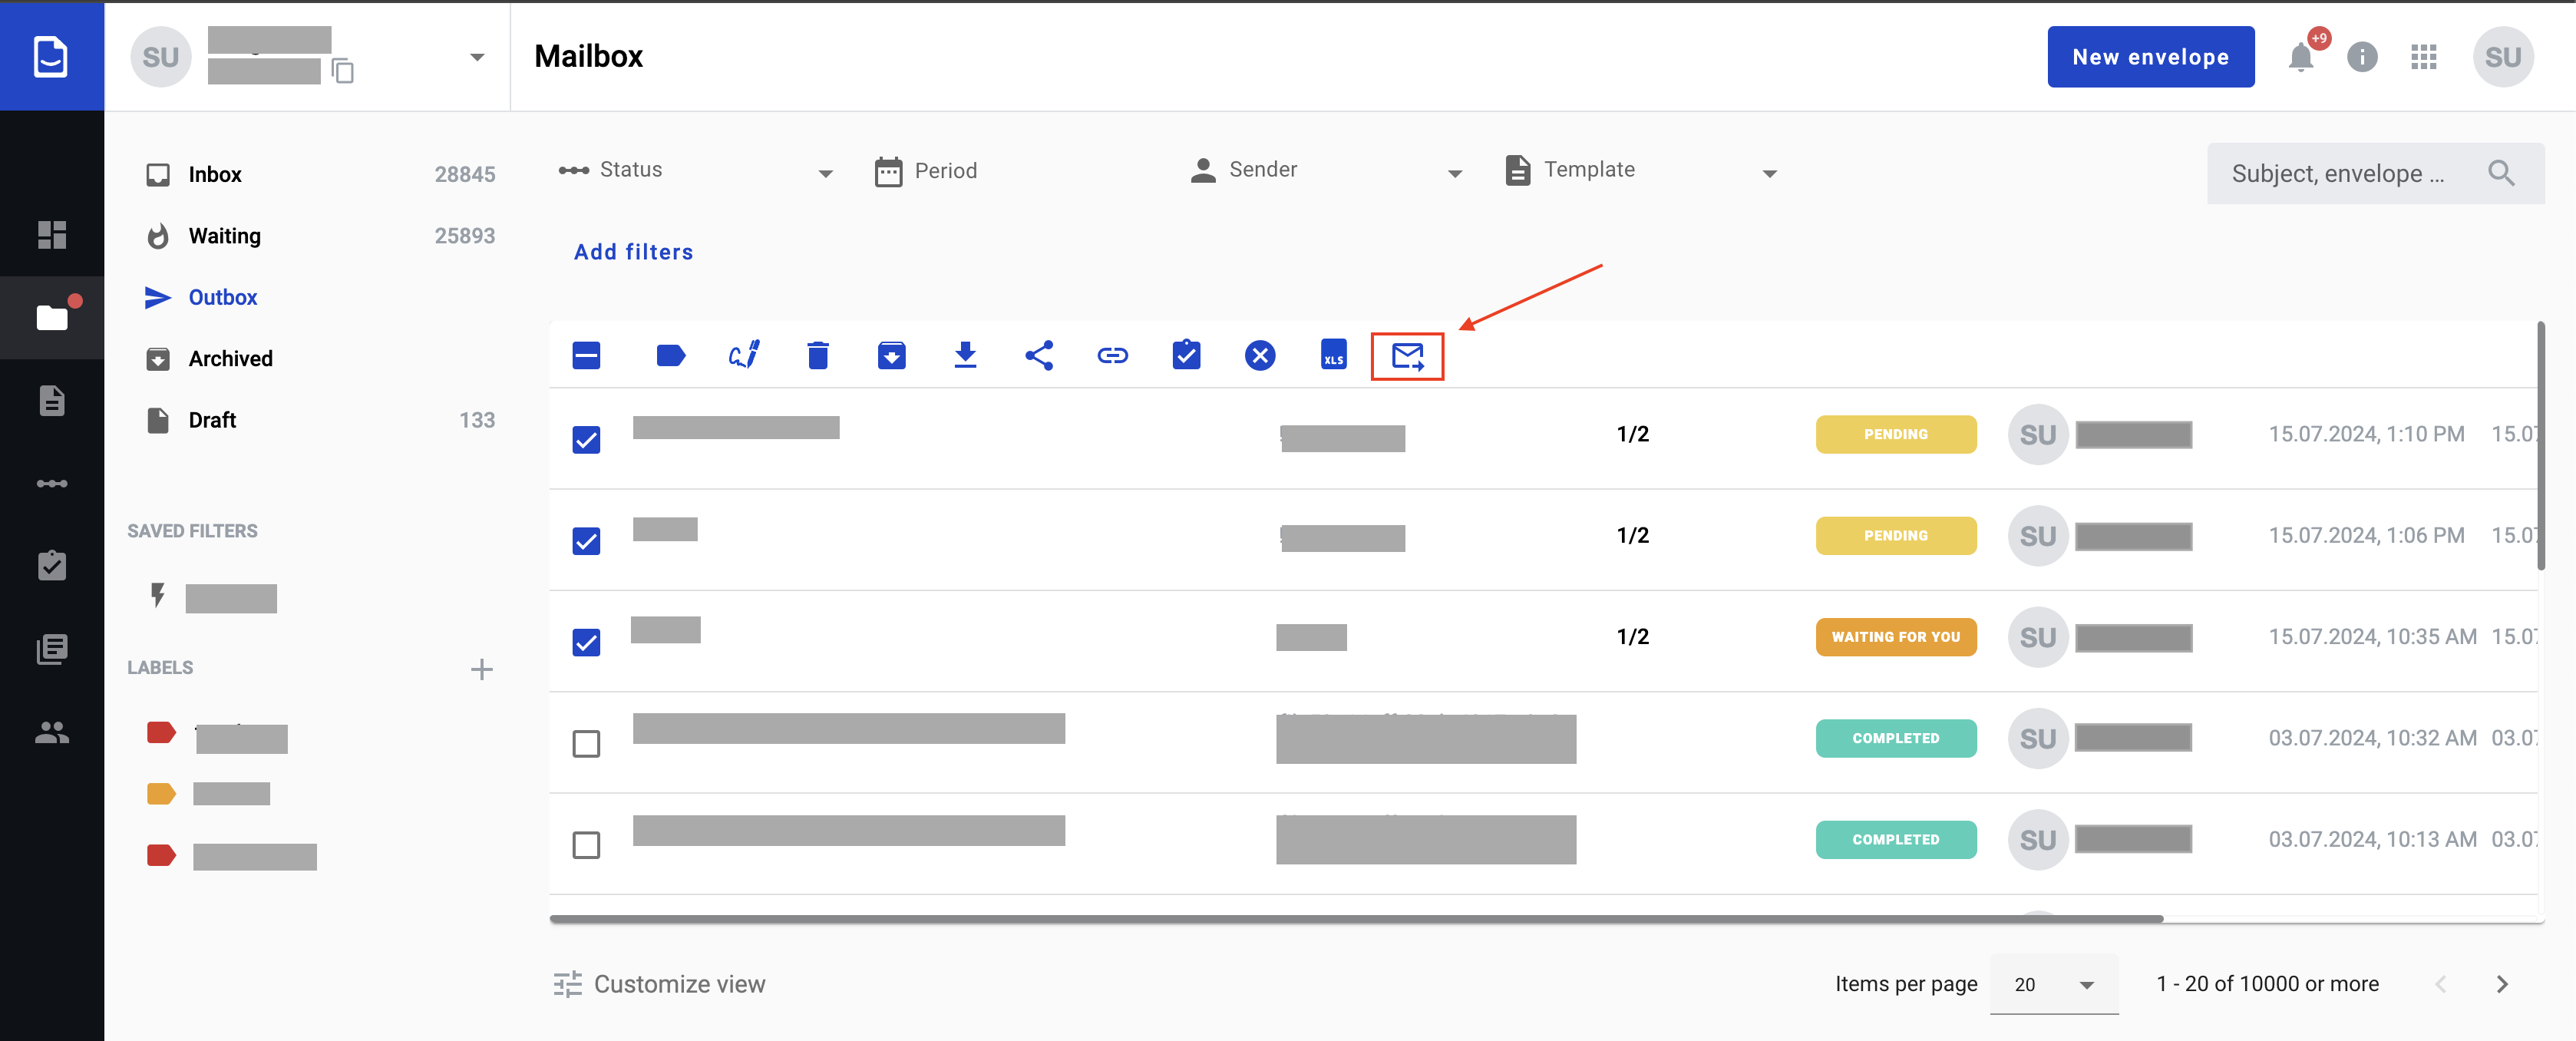 SU
Mailbox
New envelope
+9
SU
Inbox 28845
Waiting 25893
Outbox
Archived
Draft 133
SAVED FILTERS
LABELS
Status
Period
Sender
Template
Subject, envelope ...
Add filters
XLS
1/2 PENDING SU 15.07.2024, 1:10 PM 15.07
1/2 PENDING SU 15.07.2024, 1:06 PM 15.07
1/2 WAITING FOR YOU SU 15.07.2024, 10:35 AM 15.07
COMPLETED SU 03.07.2024, 10:32 AM 03.07
COMPLETED SU 03.07.2024, 10:13 AM 03.07
Customize view
Items per page 20 1 - 20 of 10000 or more